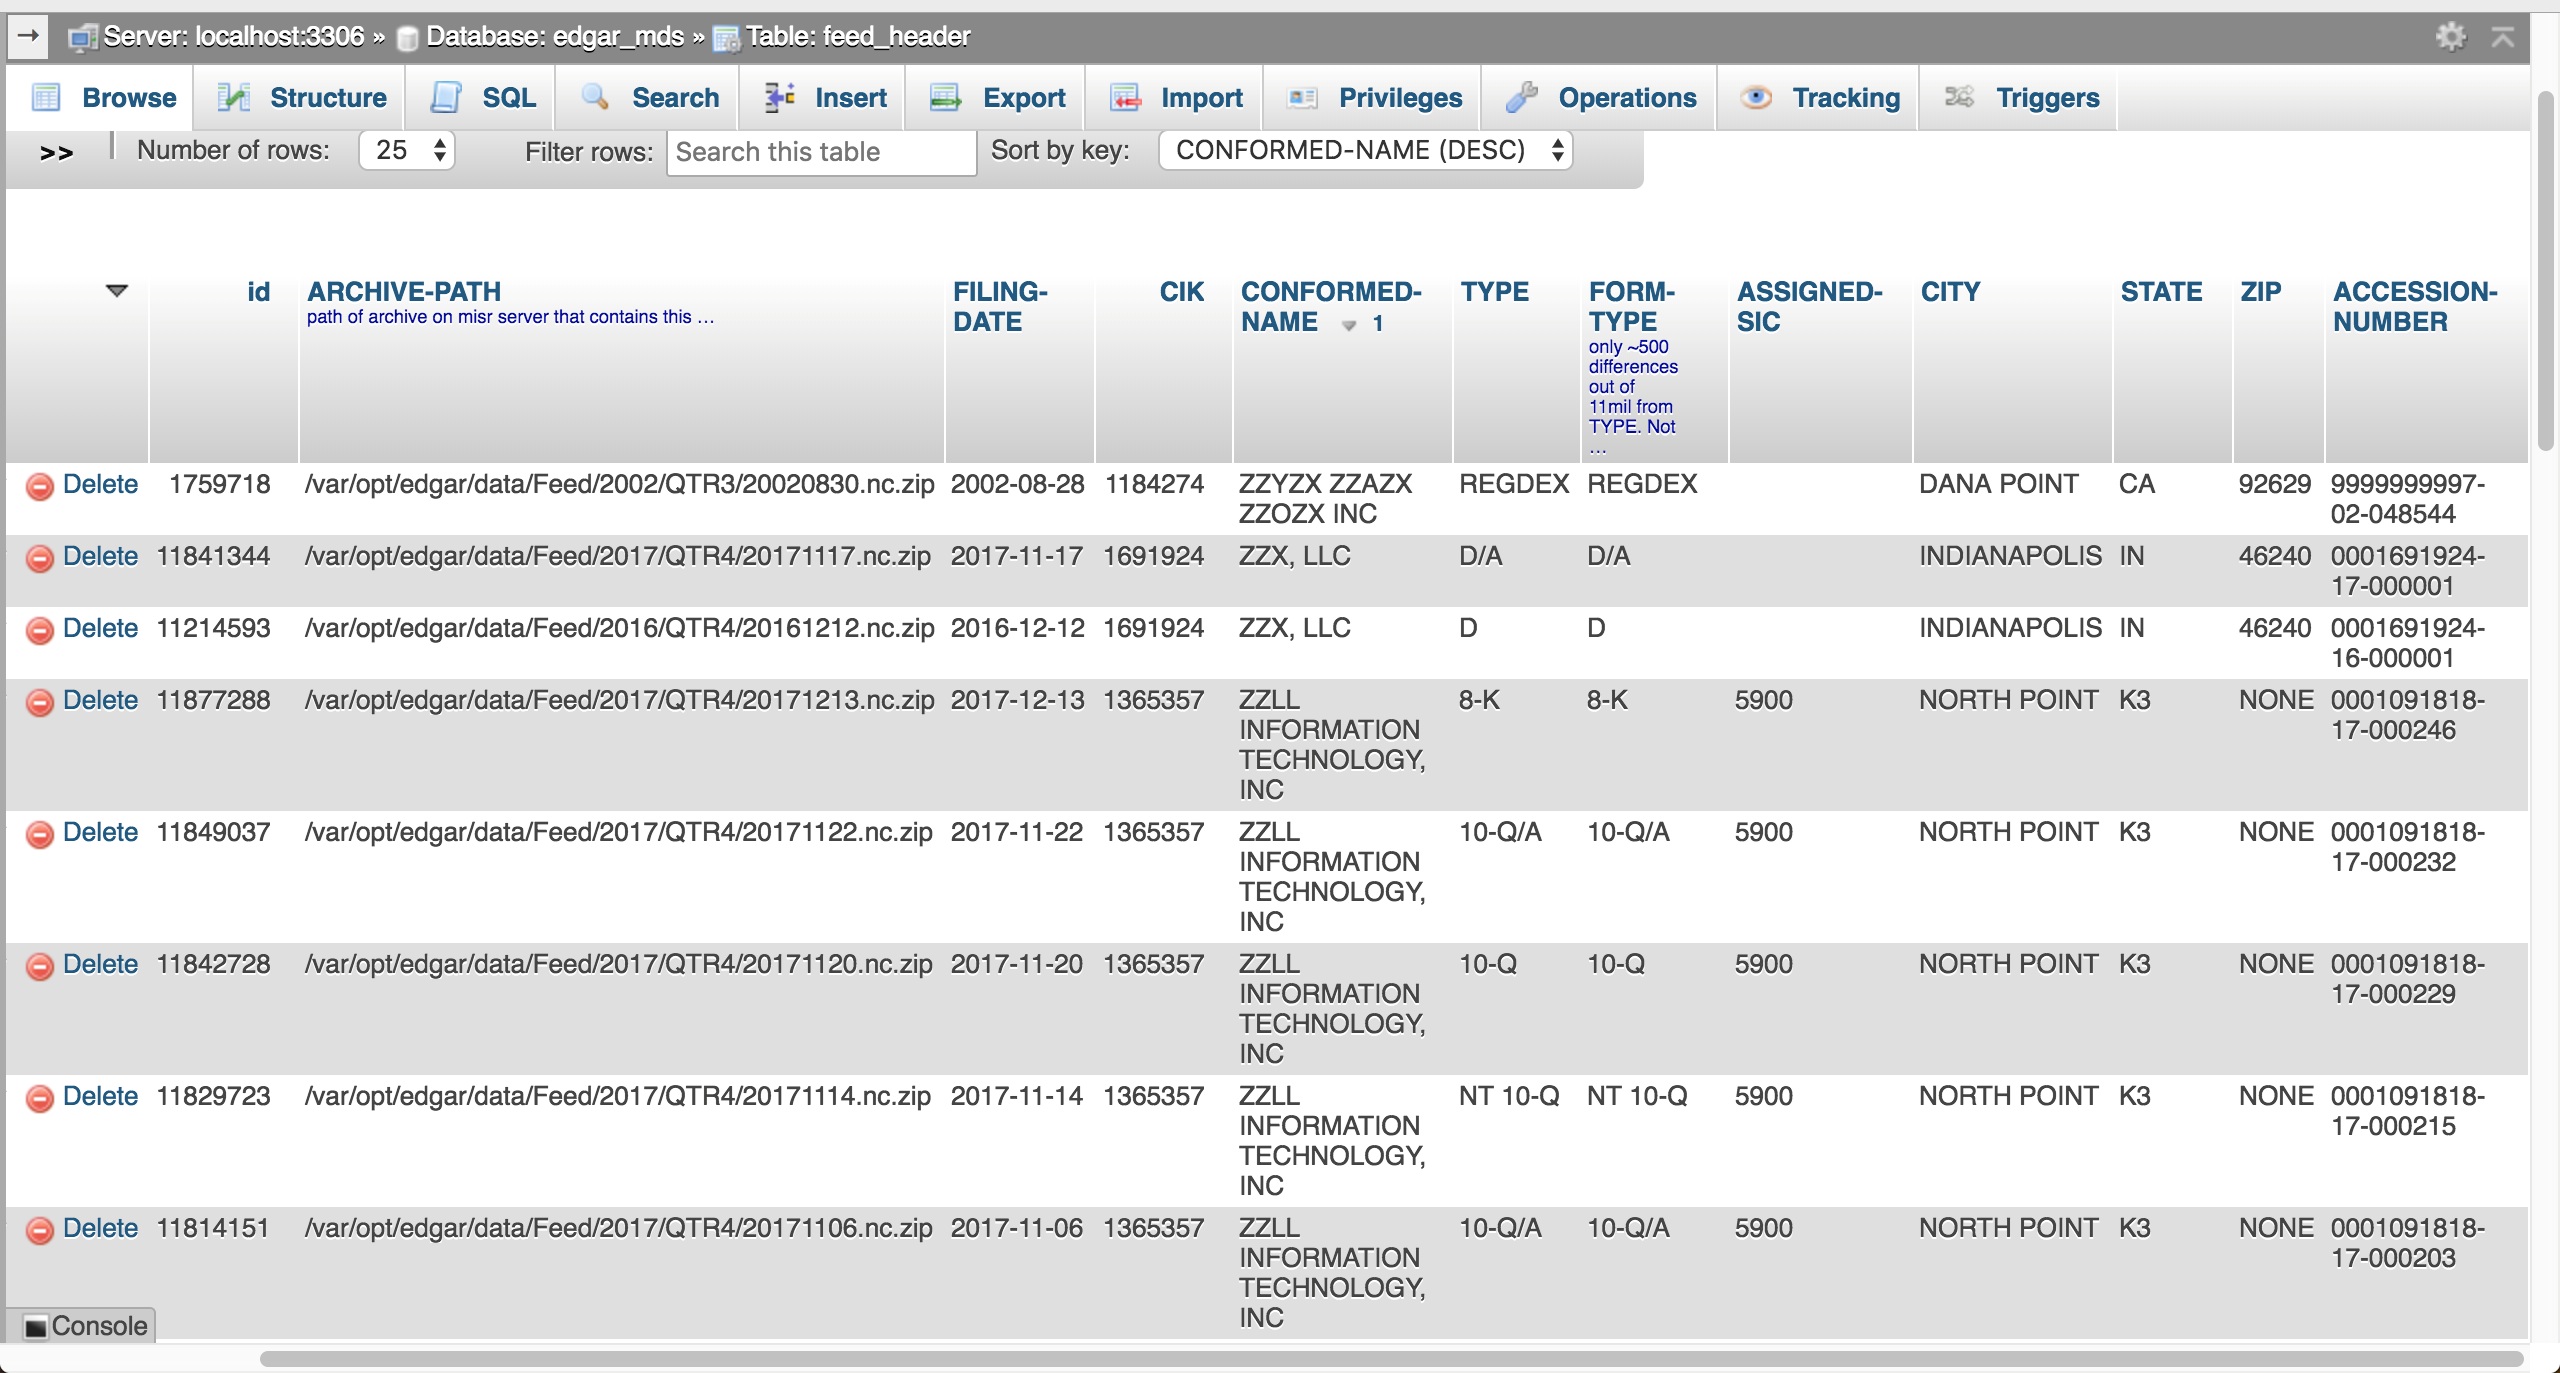 → Server: localhost:3306 » Database: edgar_mds » Table: feed_header
Browse Structure SQL Search Insert Export Import Privileges Operations Tracking Triggers
>> Number of rows: 25 Filter rows: Search this table Sort by key: CONFORMED-NAME (DESC)
id ARCHIVE-PATH FILING- CIK CONFORMED- TYPE FORM- ASSIGNED- CITY STATE ZIP ACCESSION-
path of archive on misr server that contains this ... DATE NAME 1 TYPE SIC NUMBER
only ~500
differences
out of
11mil from
TYPE. Not
...
Delete 1759718 /var/opt/edgar/data/Feed/2002/QTR3/20020830.nc.zip 2002-08-28 1184274 ZZYZX ZZAZX REGDEX REGDEX DANA POINT CA 92629 9999999997-
ZZOZX INC 02-048544
Delete 11841344 /var/opt/edgar/data/Feed/2017/QTR4/20171117.nc.zip 2017-11-17 1691924 ZZX, LLC D/A D/A INDIANAPOLIS IN 46240 0001691924-
17-000001
Delete 11214593 /var/opt/edgar/data/Feed/2016/QTR4/20161212.nc.zip 2016-12-12 1691924 ZZX, LLC D D INDIANAPOLIS IN 46240 0001691924-
16-000001
Delete 11877288 /var/opt/edgar/data/Feed/2017/QTR4/20171213.nc.zip 2017-12-13 1365357 ZZLL 8-K 8-K 5900 NORTH POINT K3 NONE 0001091818-
INFORMATION 17-000246
TECHNOLOGY,
INC
Delete 11849037 /var/opt/edgar/data/Feed/2017/QTR4/20171122.nc.zip 2017-11-22 1365357 ZZLL 10-Q/A 10-Q/A 5900 NORTH POINT K3 NONE 0001091818-
INFORMATION 17-000232
TECHNOLOGY,
INC
Delete 11842728 /var/opt/edgar/data/Feed/2017/QTR4/20171120.nc.zip 2017-11-20 1365357 ZZLL 10-Q 10-Q 5900 NORTH POINT K3 NONE 0001091818-
INFORMATION 17-000229
TECHNOLOGY,
INC
Delete 11829723 /var/opt/edgar/data/Feed/2017/QTR4/20171114.nc.zip 2017-11-14 1365357 ZZLL NT 10-Q NT 10-Q 5900 NORTH POINT K3 NONE 0001091818-
INFORMATION 17-000215
TECHNOLOGY,
INC
Delete 11814151 /var/opt/edgar/data/Feed/2017/QTR4/20171106.nc.zip 2017-11-06 1365357 ZZLL 10-Q/A 10-Q/A 5900 NORTH POINT K3 NONE 0001091818-
INFORMATION 17-000203
TECHNOLOGY,
INC
Console